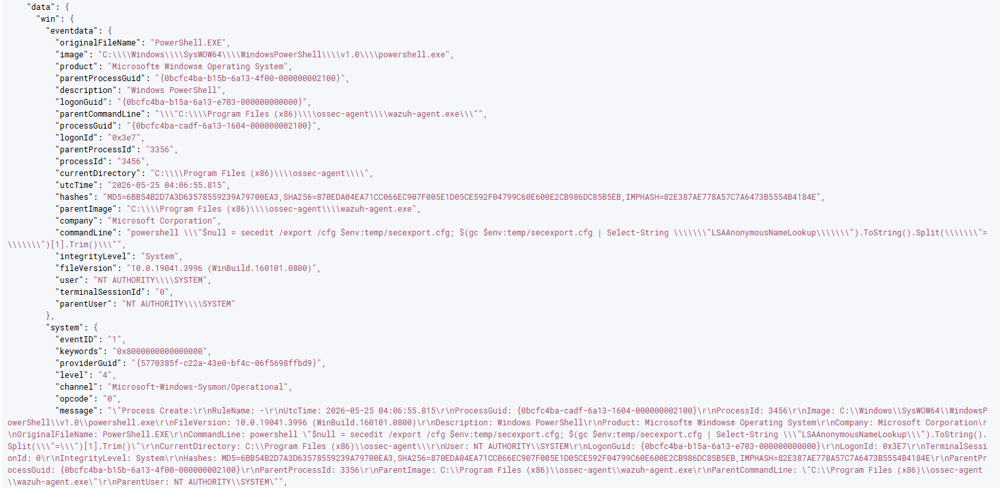 "data": {
"win": {
"eventdata": {
"originalFileName": "PowerShell.EXE",
"image": "C:\\\\Windows\\\\SysWOW64\\\\WindowsPowerShell\\\\v1.0\\\\powershell.exe",
"product": "Microsoft® Windows® Operating System",
"parentProcessGuid": "{0bcfc4ba-b15b-6a13-4f00-000000002100}",
"description": "Windows PowerShell",
"logonGuid": "{0bcfc4ba-b15a-6a13-e703-000000000000}",
"parentCommandLine": "\\\"C:\\\\Program Files (x86)\\\\ossec-agent\\\\wazuh-agent.exe\\\"",
"processGuid": "{0bcfc4ba-cadf-6a13-1604-000000002100}",
"logonId": "0x3e7",
"parentProcessId": "3356",
"processId": "3456",
"currentDirectory": "C:\\\\Program Files (x86)\\\\ossec-agent\\\\",
"utcTime": "2026-05-25 04:06:55.815",
"hashes": "MD5=6BB54B2D7A3D63578559239A79700EA3,SHA256=870EDA04EA71CC066EC907F005E1D05CE592F04799C60E600E2CB986DC85B5EB,IMPHASH=82E387AE778A57C7A6473B5554B4184E",
"parentImage": "C:\\\\Program Files (x86)\\\\ossec-agent\\\\wazuh-agent.exe",
"company": "Microsoft Corporation",
"commandLine": "powershell \\\"$null = secedit /export /cfg $env:temp/secexport.cfg; $(gc $env:temp/secexport.cfg | Select-String \\\\\\\"LSAAnonymousNameLookup\\\\\\\").ToString().Split(\\\\\\\"=
\\\\\\\")[1].Trim()\\\"",
"integrityLevel": "System",
"fileVersion": "10.0.19041.3996 (WinBuild.160101.0800)",
"user": "NT AUTHORITY\\\\SYSTEM",
"terminalSessionId": "0",
"parentUser": "NT AUTHORITY\\\\SYSTEM"
},
"system": {
"eventID": "1",
"keywords": "0x8000000000000000",
"providerGuid": "{5770385f-c22a-43e0-bf4c-06f5698ffbd9}",
"level": "4",
"channel": "Microsoft-Windows-Sysmon/Operational",
"opcode": "0",
"message": "\"Process Create:\r\nRuleName: -\r\nUtcTime: 2026-05-25 04:06:55.815\r\nProcessGuid: {0bcfc4ba-cadf-6a13-1604-000000002100}\r\nProcessId: 3456\r\nImage: C:\\Windows\\SysWOW64\\WindowsP
owerShell\\v1.0\\powershell.exe\r\nFileVersion: 10.0.19041.3996 (WinBuild.160101.0800)\r\nDescription: Windows PowerShell\r\nProduct: Microsoft® Windows® Operating System\r\nCompany: Microsoft Corporation\r
\nOriginalFileName: PowerShell.EXE\r\nCommandLine: powershell \"$null = secedit /export /cfg $env:temp/secexport.cfg; $(gc $env:temp/secexport.cfg | Select-String \\\"LSAAnonymousNameLookup\\\").ToString().
Split(\\\"=\\\")[1].Trim()\"\r\nCurrentDirectory: C:\\Program Files (x86)\\ossec-agent\\\r\nUser: NT AUTHORITY\\SYSTEM\r\nLogonGuid: {0bcfc4ba-b15a-6a13-e703-000000000000}\r\nLogonId: 0x3E7\r\nTerminalSessi
onId: 0\r\nIntegrityLevel: System\r\nHashes: MD5=6BB54B2D7A3D63578559239A79700EA3,SHA256=870EDA04EA71CC066EC907F005E1D05CE592F04799C60E600E2CB986DC85B5EB,IMPHASH=82E387AE778A57C7A6473B5554B4184E\r\nParentPr
ocessGuid: {0bcfc4ba-b15b-6a13-4f00-000000002100}\r\nParentProcessId: 3356\r\nParentImage: C:\\Program Files (x86)\\ossec-agent\\wazuh-agent.exe\r\nParentCommandLine: \"C:\\Program Files (x86)\\ossec-agent
\\wazuh-agent.exe\"\r\nParentUser: NT AUTHORITY\\SYSTEM\"",